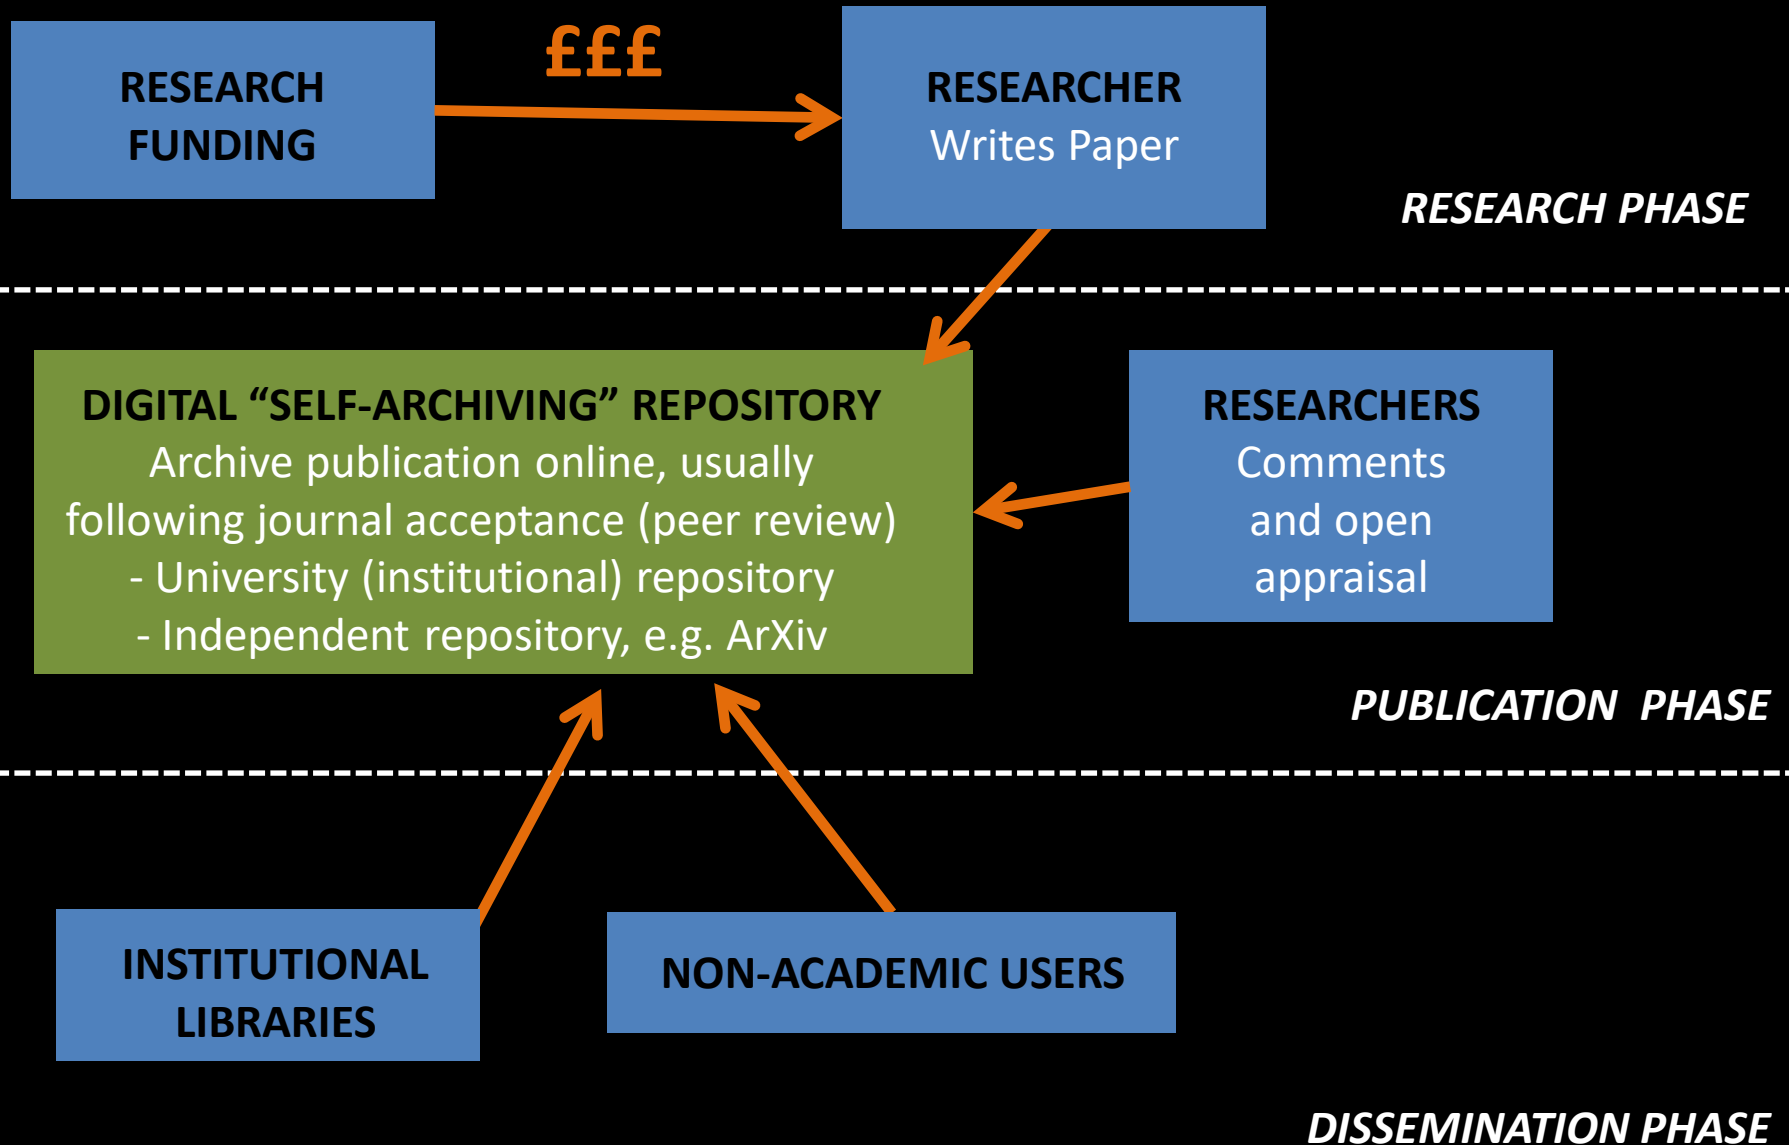 RESEARCH
FUNDING
£££
RESEARCHER
Writes Paper
RESEARCH PHASE
DIGITAL “SELF-ARCHIVING” REPOSITORY
Archive publication online, usually
following journal acceptance (peer review)
- University (institutional) repository
- Independent repository, e.g. ArXiv
RESEARCHERS
Comments
and open
appraisal
PUBLICATION PHASE
INSTITUTIONAL
LIBRARIES
NON-ACADEMIC USERS
DISSEMINATION PHASE